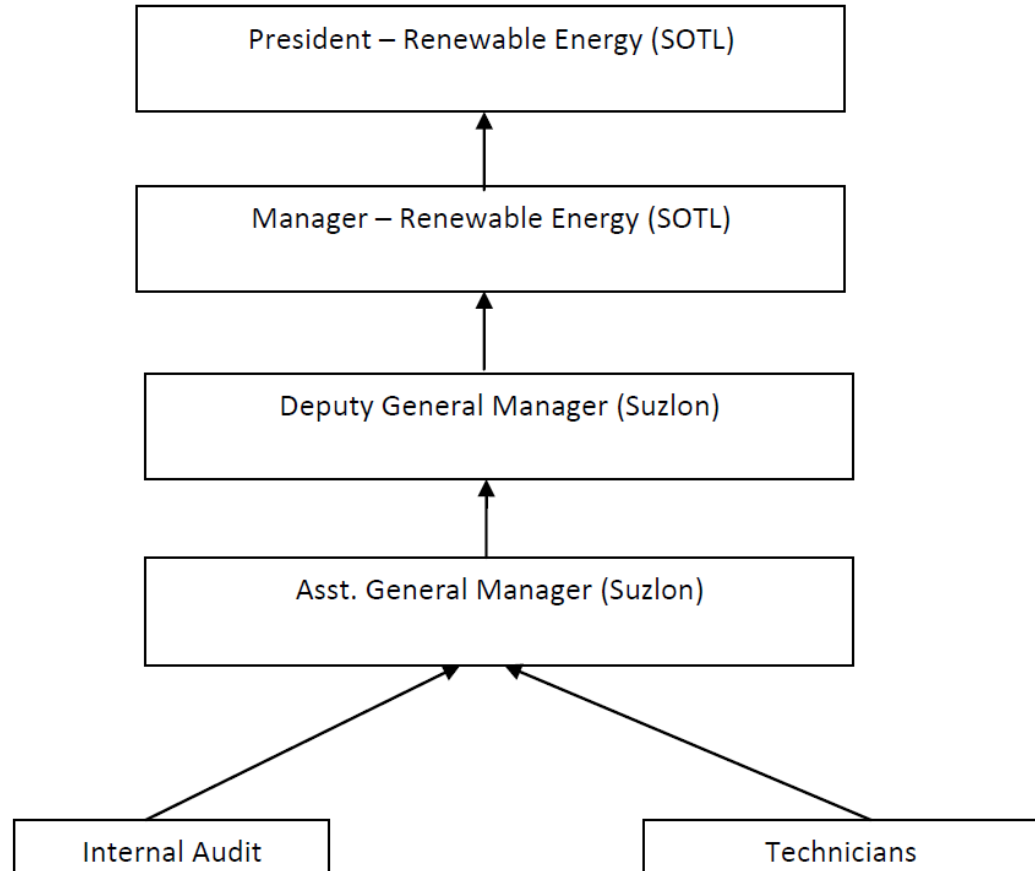 President – Renewable Energy (SOTL)
Manager – Renewable Energy (SOTL)
Deputy General Manager (Suzlon)
Asst. General Manager (Suzlon)
Internal Audit
Technicians